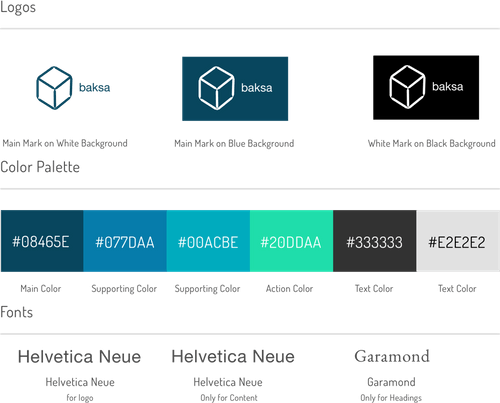 Logos
baksa
baksa
baksa
Main Mark on White Background
Main Mark on Blue Background
White Mark on Black Background
Color Palette
#08465E
#077DAA
#00ACBE
#20DDAA
#333333
#E2E2E2
Main Color
Supporting Color
Supporting Color
Action Color
Text Color
Text Color
Fonts
Helvetica Neue
Helvetica Neue
Garamond
Helvetica Neue
Helvetica Neue
Garamond
for logo
Only for Content
Only for Headings